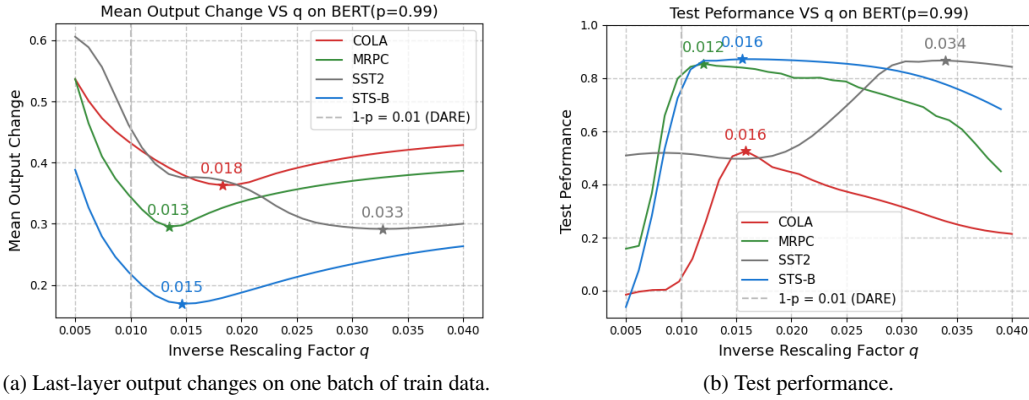 Mean Output Change VS q on BERT(p=0.99)
Mean Output Change
0.6
0.5
0.4
0.3
0.2
COLA
MRPC
SST2
STS-B
1-p = 0.01 (DARE)
0.018
0.013
0.033
0.015
0.005 0.010 0.015 0.020 0.025 0.030 0.035 0.040
Inverse Rescaling Factor q
(a) Last-layer output changes on one batch of train data.
Test Peformance VS q on BERT(p=0.99)
Test Peformance
1.0
0.8
0.6
0.4
0.2
0.0
0.012
0.016
0.034
0.016
COLA
MRPC
SST2
STS-B
1-p = 0.01 (DARE)
0.005 0.010 0.015 0.020 0.025 0.030 0.035 0.040
Inverse Rescaling Factor q
(b) Test performance.